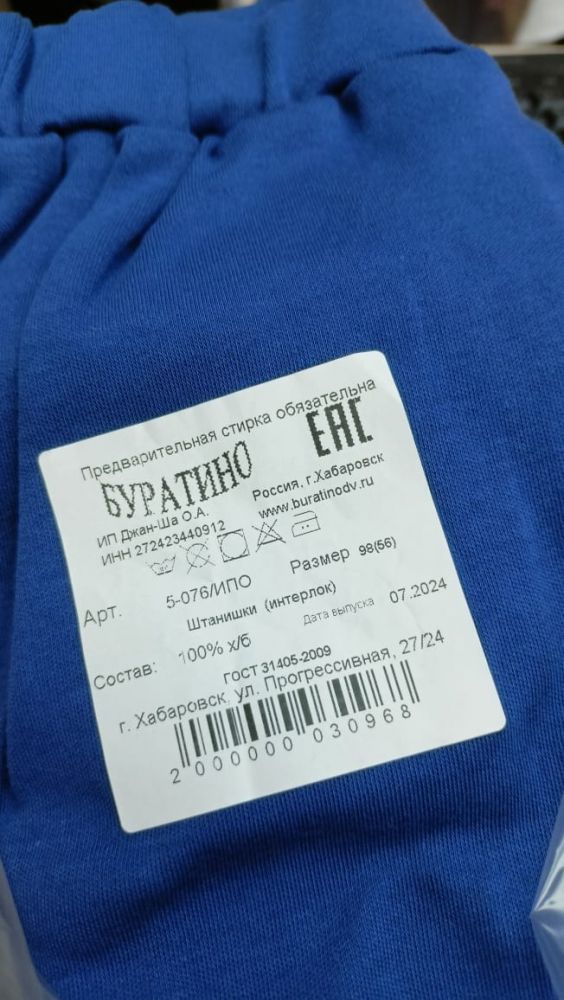 Предварительная стирка обязательна
БУРАТИНО EAC
ИП Джан-Ша О.А. Россия, г.Хабаровск
ИНН 272423440912 www.buratinodv.ru
Арт. 5-076/ИПО Размер 98(56)
Штанишки (интерлок) Дата выпуска 07.2024
Состав: 100% х/б
ГОСТ 31405-2009
г. Хабаровск, ул. Прогрессивная, 27/24
2 000000 030968